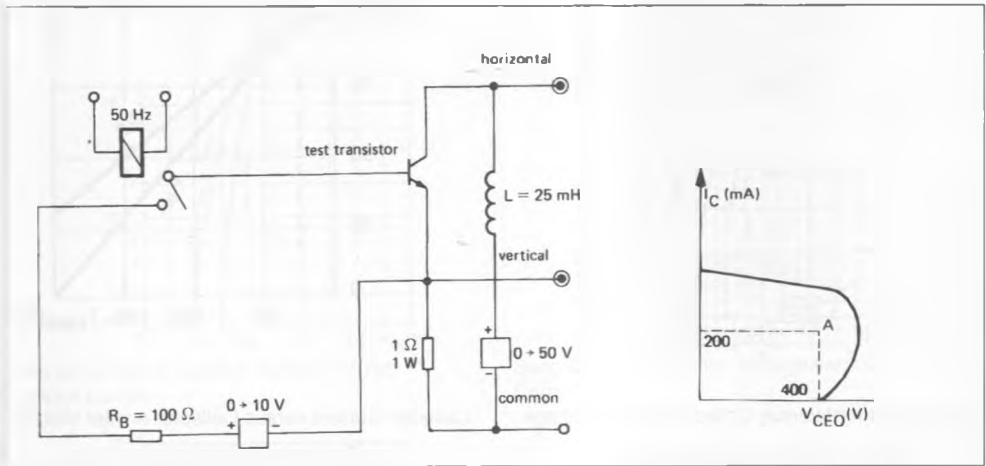 horizontal
50 Hz
test transistor
L = 25 mH
vertical
1 Ω
1 W
+
0 → 50 V
−
common
0 → 10 V
R_B = 100 Ω
+
−
I_C (mA)
A
200
400
V_CEO (V)